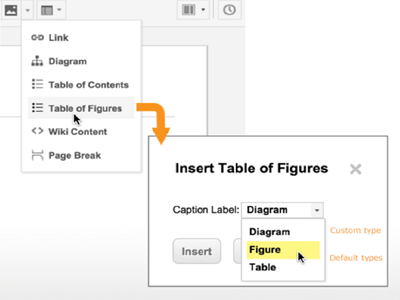 Link
Diagram
Table of Contents
Table of Figures
Wiki Content
Page Break
Insert Table of Figures
Caption Label: Diagram
Diagram
Custom type
Figure
Default types
Table
Insert